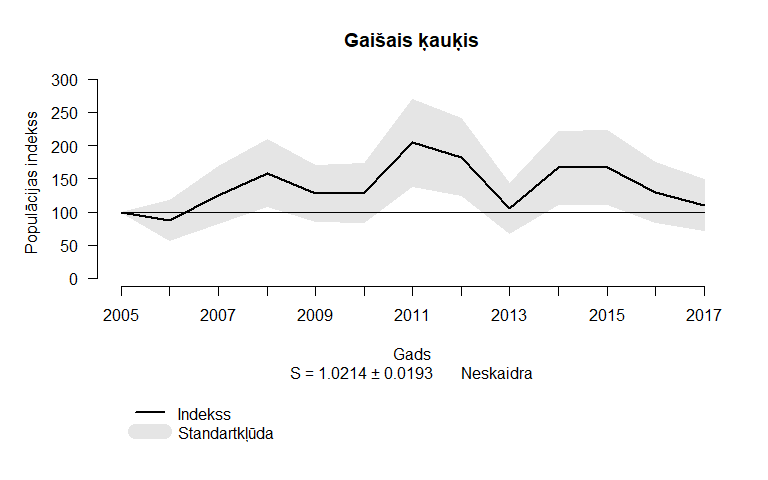 Gaišais ķauķis
Populācijas indekss
300
250
200
150
100
50
0
2005 2007 2009 2011 2013 2015 2017
Gads
S = 1.0214 ± 0.0193 Neskaidra
Indekss
Standartkļūda